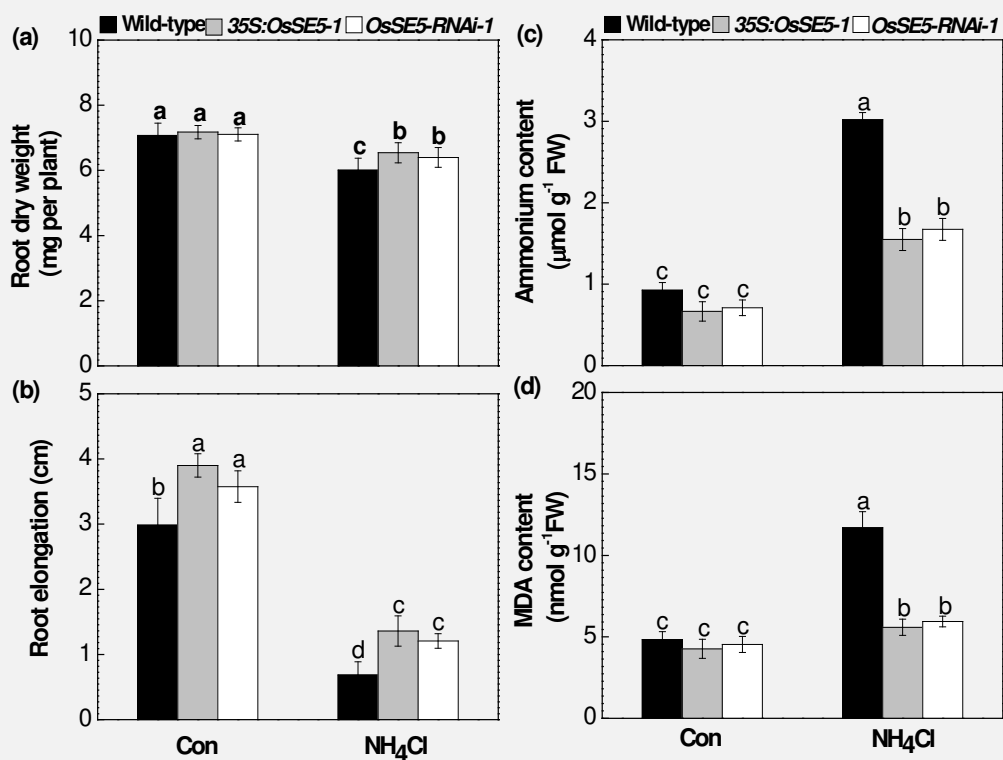 (a)
Wild-type 35S:OsSE5-1 OsSE5-RNAi-1
10
8
6
4
2
0
Root dry weight
(mg per plant)
a a a
c b b
(b)
5
4
3
2
1
0
Root elongation (cm)
b a a
d c c
Con NH₄Cl
(c)
Wild-type 35S:OsSE5-1 OsSE5-RNAi-1
4
3
2
1
0
Ammonium content
(μmol g⁻¹ FW)
c c c
a b b
(d)
20
15
10
5
0
MDA content
(nmol g⁻¹FW)
c c c
a b b
Con NH₄Cl